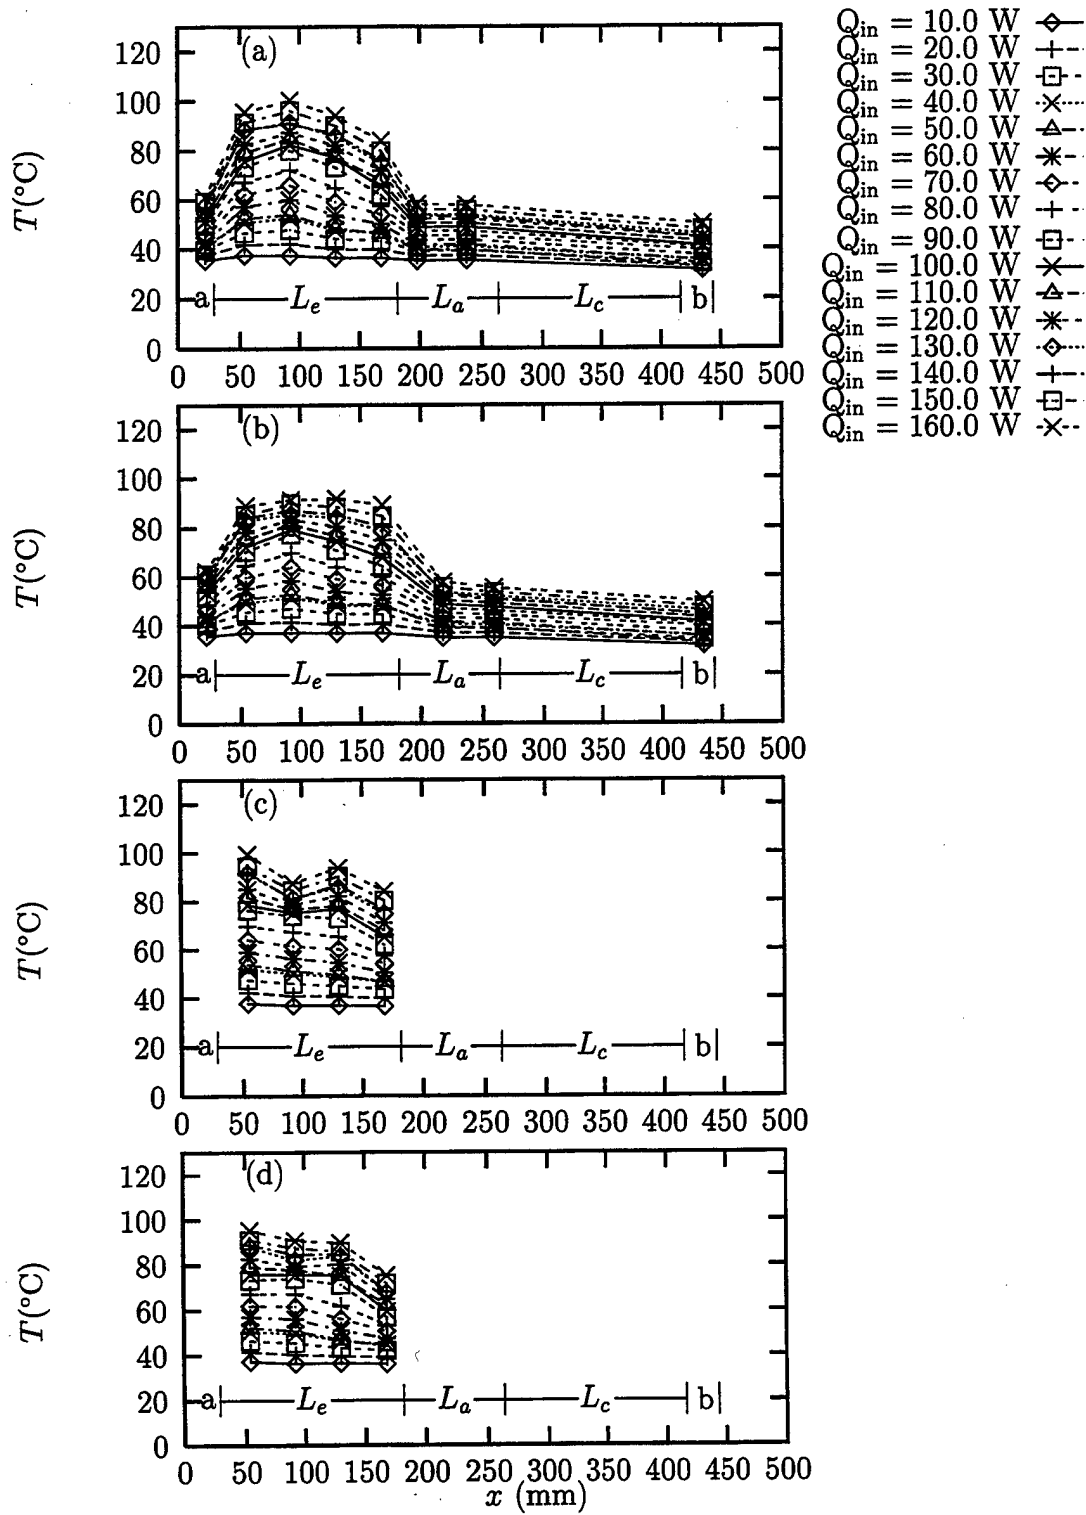 (a)
T(°C)
120
100
80
60
40
20
0
a L_e L_a L_c b
0 50 100 150 200 250 300 350 400 450 500
Q_in = 10.0 W
Q_in = 20.0 W
Q_in = 30.0 W
Q_in = 40.0 W
Q_in = 50.0 W
Q_in = 60.0 W
Q_in = 70.0 W
Q_in = 80.0 W
Q_in = 90.0 W
Q_in = 100.0 W
Q_in = 110.0 W
Q_in = 120.0 W
Q_in = 130.0 W
Q_in = 140.0 W
Q_in = 150.0 W
Q_in = 160.0 W
(b)
T(°C)
120
100
80
60
40
20
0
a L_e L_a L_c b
0 50 100 150 200 250 300 350 400 450 500
(c)
T(°C)
120
100
80
60
40
20
0
a L_e L_a L_c b
0 50 100 150 200 250 300 350 400 450 500
(d)
T(°C)
120
100
80
60
40
20
0
a L_e L_a L_c b
0 50 100 150 200 250 300 350 400 450 500
x (mm)